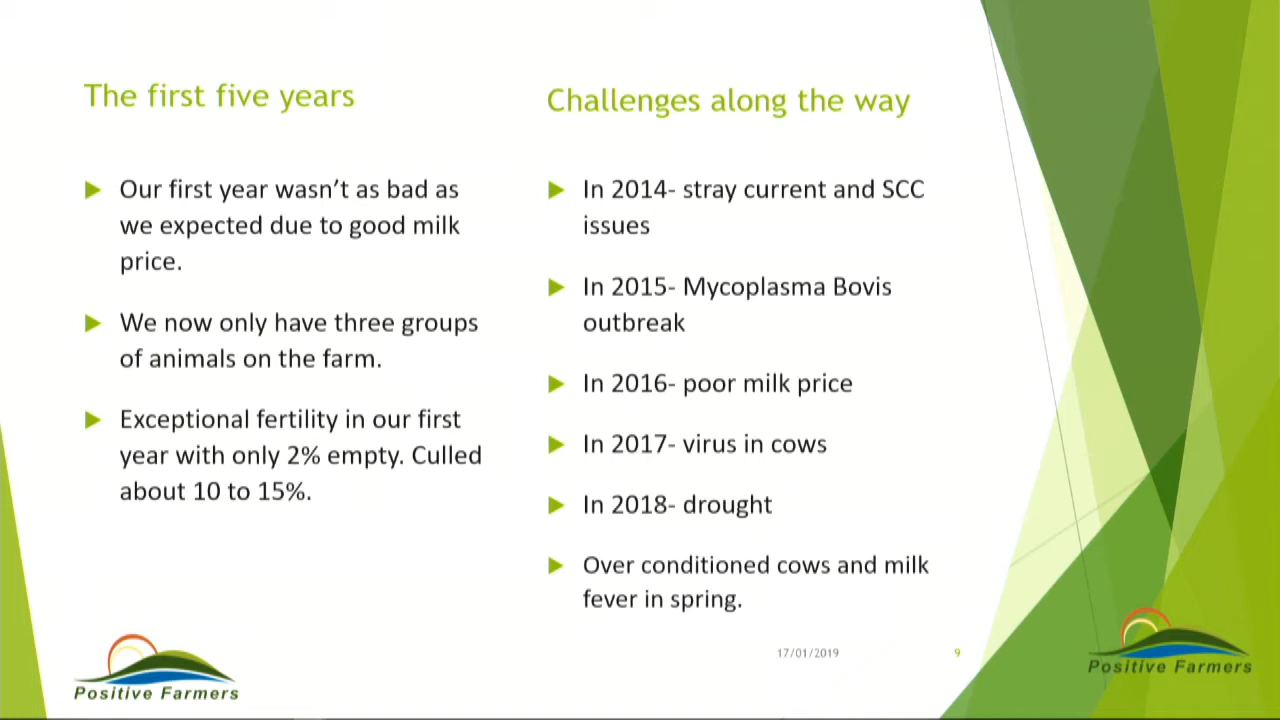 The first five years
Our first year wasn't as bad as
we expected due to good milk
price.
We now only have three groups
of animals on the farm.
Exceptional fertility in our first
year with only 2% empty. Culled
about 10 to 15%.
Challenges along the way
In 2014- stray current and SCC
issues
In 2015- Mycoplasma Bovis
outbreak
In 2016- poor milk price
In 2017- virus in cows
In 2018- drought
Over conditioned cows and milk
fever in spring.
17/01/2019
9
Positive Farmers
Positive Farmers